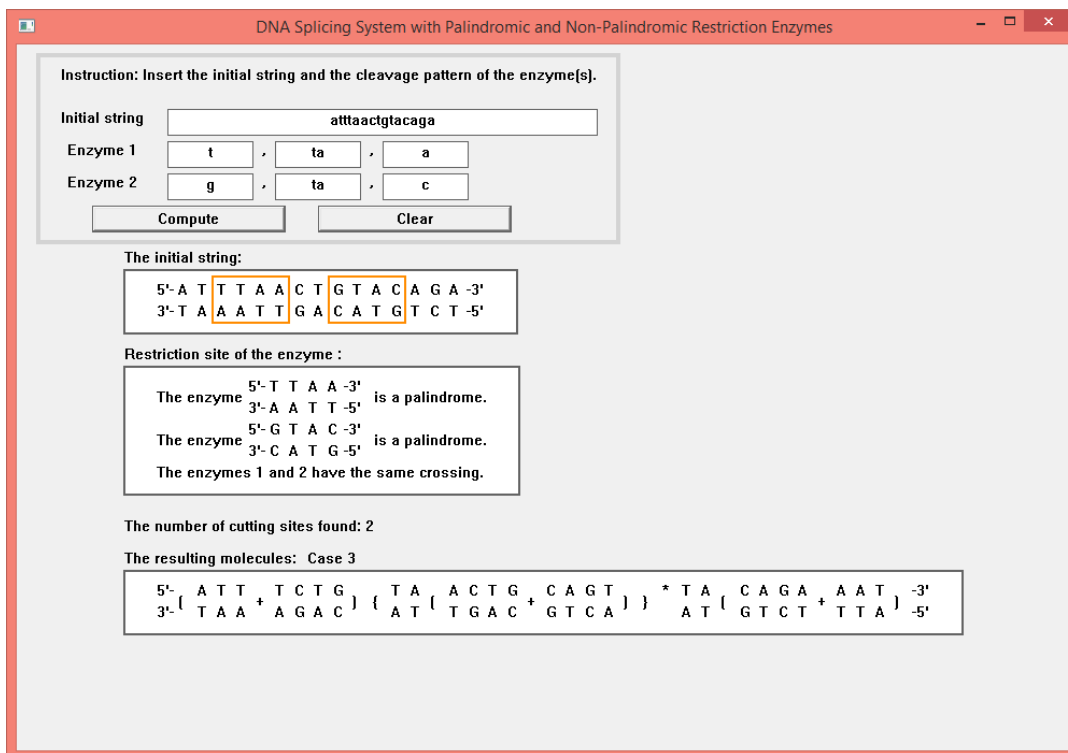 DNA Splicing System with Palindromic and Non-Palindromic Restriction Enzymes
Instruction: Insert the initial string and the cleavage pattern of the enzyme(s).
Initial string atttaactgtacaga
Enzyme 1 t , ta , a
Enzyme 2 g , ta , c
Compute Clear
The initial string:
5'- A T T T A A C T G T A C A G A -3'
3'- T A A A T T G A C A T G T C T -5'
Restriction site of the enzyme :
The enzyme 5'- T T A A -3' is a palindrome.
3'- A A T T -5'
The enzyme 5'- G T A C -3' is a palindrome.
3'- C A T G -5'
The enzymes 1 and 2 have the same crossing.
The number of cutting sites found: 2
The resulting molecules: Case 3
5'- ( A T T + T C T G ) { T A ( A C T G + C A G T ) } * T A ( C A G A + A A T ) -3'
3'- T A A A G A C A T T G A C G T C A A T G T C T T T A -5'